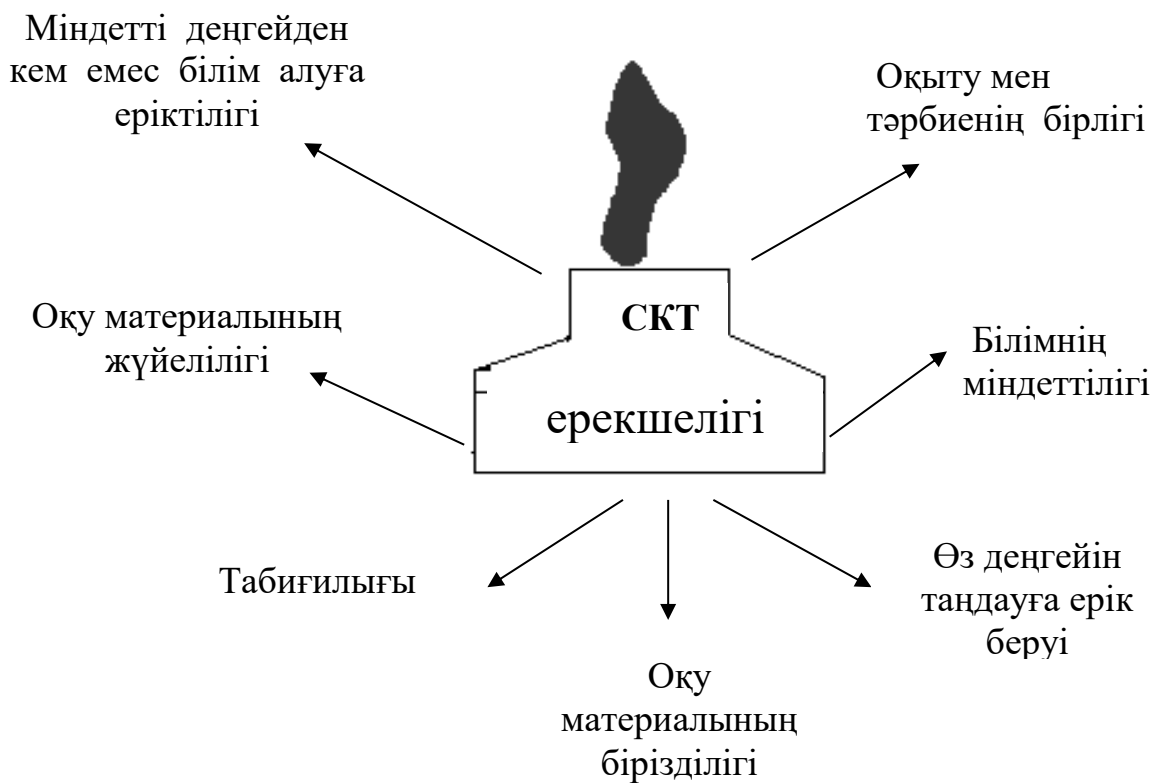 Міндетті деңгейден
кем емес білім алуға
еріктілігі
Оқыту мен
тәрбиенің бірлігі
СКТ
ерекшелігі
Оқу материалының
жүйелілігі
Білімнің
міндеттілігі
Табиғилығы
Өз деңгейін
таңдауға ерік
беруі
Оқу
материалының
бірізділігі